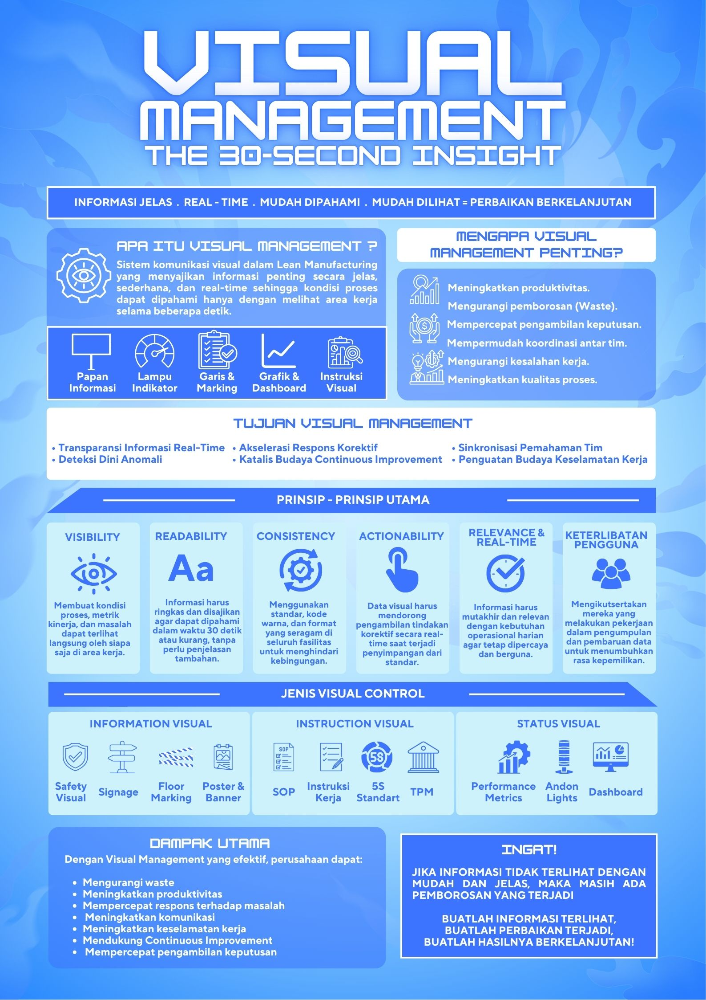 VISUAL
MANAGEMENT
THE 30-SECOND INSIGHT
INFORMASI JELAS . REAL - TIME . MUDAH DIPAHAMI . MUDAH DILIHAT = PERBAIKAN BERKELANJUTAN
APA ITU VISUAL MANAGEMENT ?
Sistem komunikasi visual dalam Lean Manufacturing
yang menyajikan informasi penting secara jelas,
sederhana, dan real-time sehingga kondisi proses
dapat dipahami hanya dengan melihat area kerja
selama beberapa detik.
Papan
Informasi
Lampu
Indikator
Garis &
Marking
Grafik &
Dashboard
Instruksi
Visual
MENGAPA VISUAL
MANAGEMENT PENTING?
Meningkatkan produktivitas.
Mengurangi pemborosan (Waste).
$
Mempercepat pengambilan keputusan.
Mempermudah koordinasi antar tim.
Mengurangi kesalahan kerja.
Meningkatkan kualitas proses.
TUJUAN VISUAL MANAGEMENT
• Transparansi Informasi Real-Time
• Deteksi Dini Anomali
• Akselerasi Respons Korektif
• Katalis Budaya Continuous Improvement
• Sinkronisasi Pemahaman Tim
• Penguatan Budaya Keselamatan Kerja
PRINSIP - PRINSIP UTAMA
VISIBILITY
Membuat kondisi
proses, metrik
kinerja, dan masalah
dapat terlihat
langsung oleh siapa
saja di area kerja.
READABILITY
Aa
Informasi harus
ringkas dan disajikan
agar dapat dipahami
dalam waktu 30 detik
atau kurang, tanpa
perlu penjelasan
tambahan.
CONSISTENCY
Menggunakan
standar, kode
warna, dan format
yang seragam di
seluruh fasilitas
untuk menghindari
kebingungan.
ACTIONABILITY
Data visual harus
mendorong
pengambilan tindakan
korektif secara real-
time saat terjadi
penyimpangan dari
standar.
RELEVANCE &
REAL-TIME
Informasi harus
mutakhir dan relevan
dengan kebutuhan
operasional harian
agar tetap dipercaya
dan berguna.
KETERLIBATAN
PENGGUNA
Mengikutsertakan
mereka yang
melakukan pekerjaan
dalam pengumpulan
dan pembaruan data
untuk menumbuhkan
rasa kepemilikan.
JENIS VISUAL CONTROL
INFORMATION VISUAL
Safety
Visual
Signage
Floor
Marking
Poster &
Banner
INSTRUCTION VISUAL
SOP
SOP
Instruksi
Kerja
5S
5S
Standart
TPM
STATUS VISUAL
Performance
Metrics
Andon
Lights
Dashboard
DAMPAK UTAMA
Dengan Visual Management yang efektif, perusahaan dapat:
• Mengurangi waste
• Meningkatkan produktivitas
• Mempercepat respons terhadap masalah
• Meningkatkan komunikasi
• Meningkatkan keselamatan kerja
• Mendukung Continuous Improvement
• Mempercepat pengambilan keputusan
INGAT!
JIKA INFORMASI TIDAK TERLIHAT DENGAN
MUDAH DAN JELAS, MAKA MASIH ADA
PEMBOROSAN YANG TERJADI
BUATLAH INFORMASI TERLIHAT,
BUATLAH PERBAIKAN TERJADI,
BUATLAH HASILNYA BERKELANJUTAN!